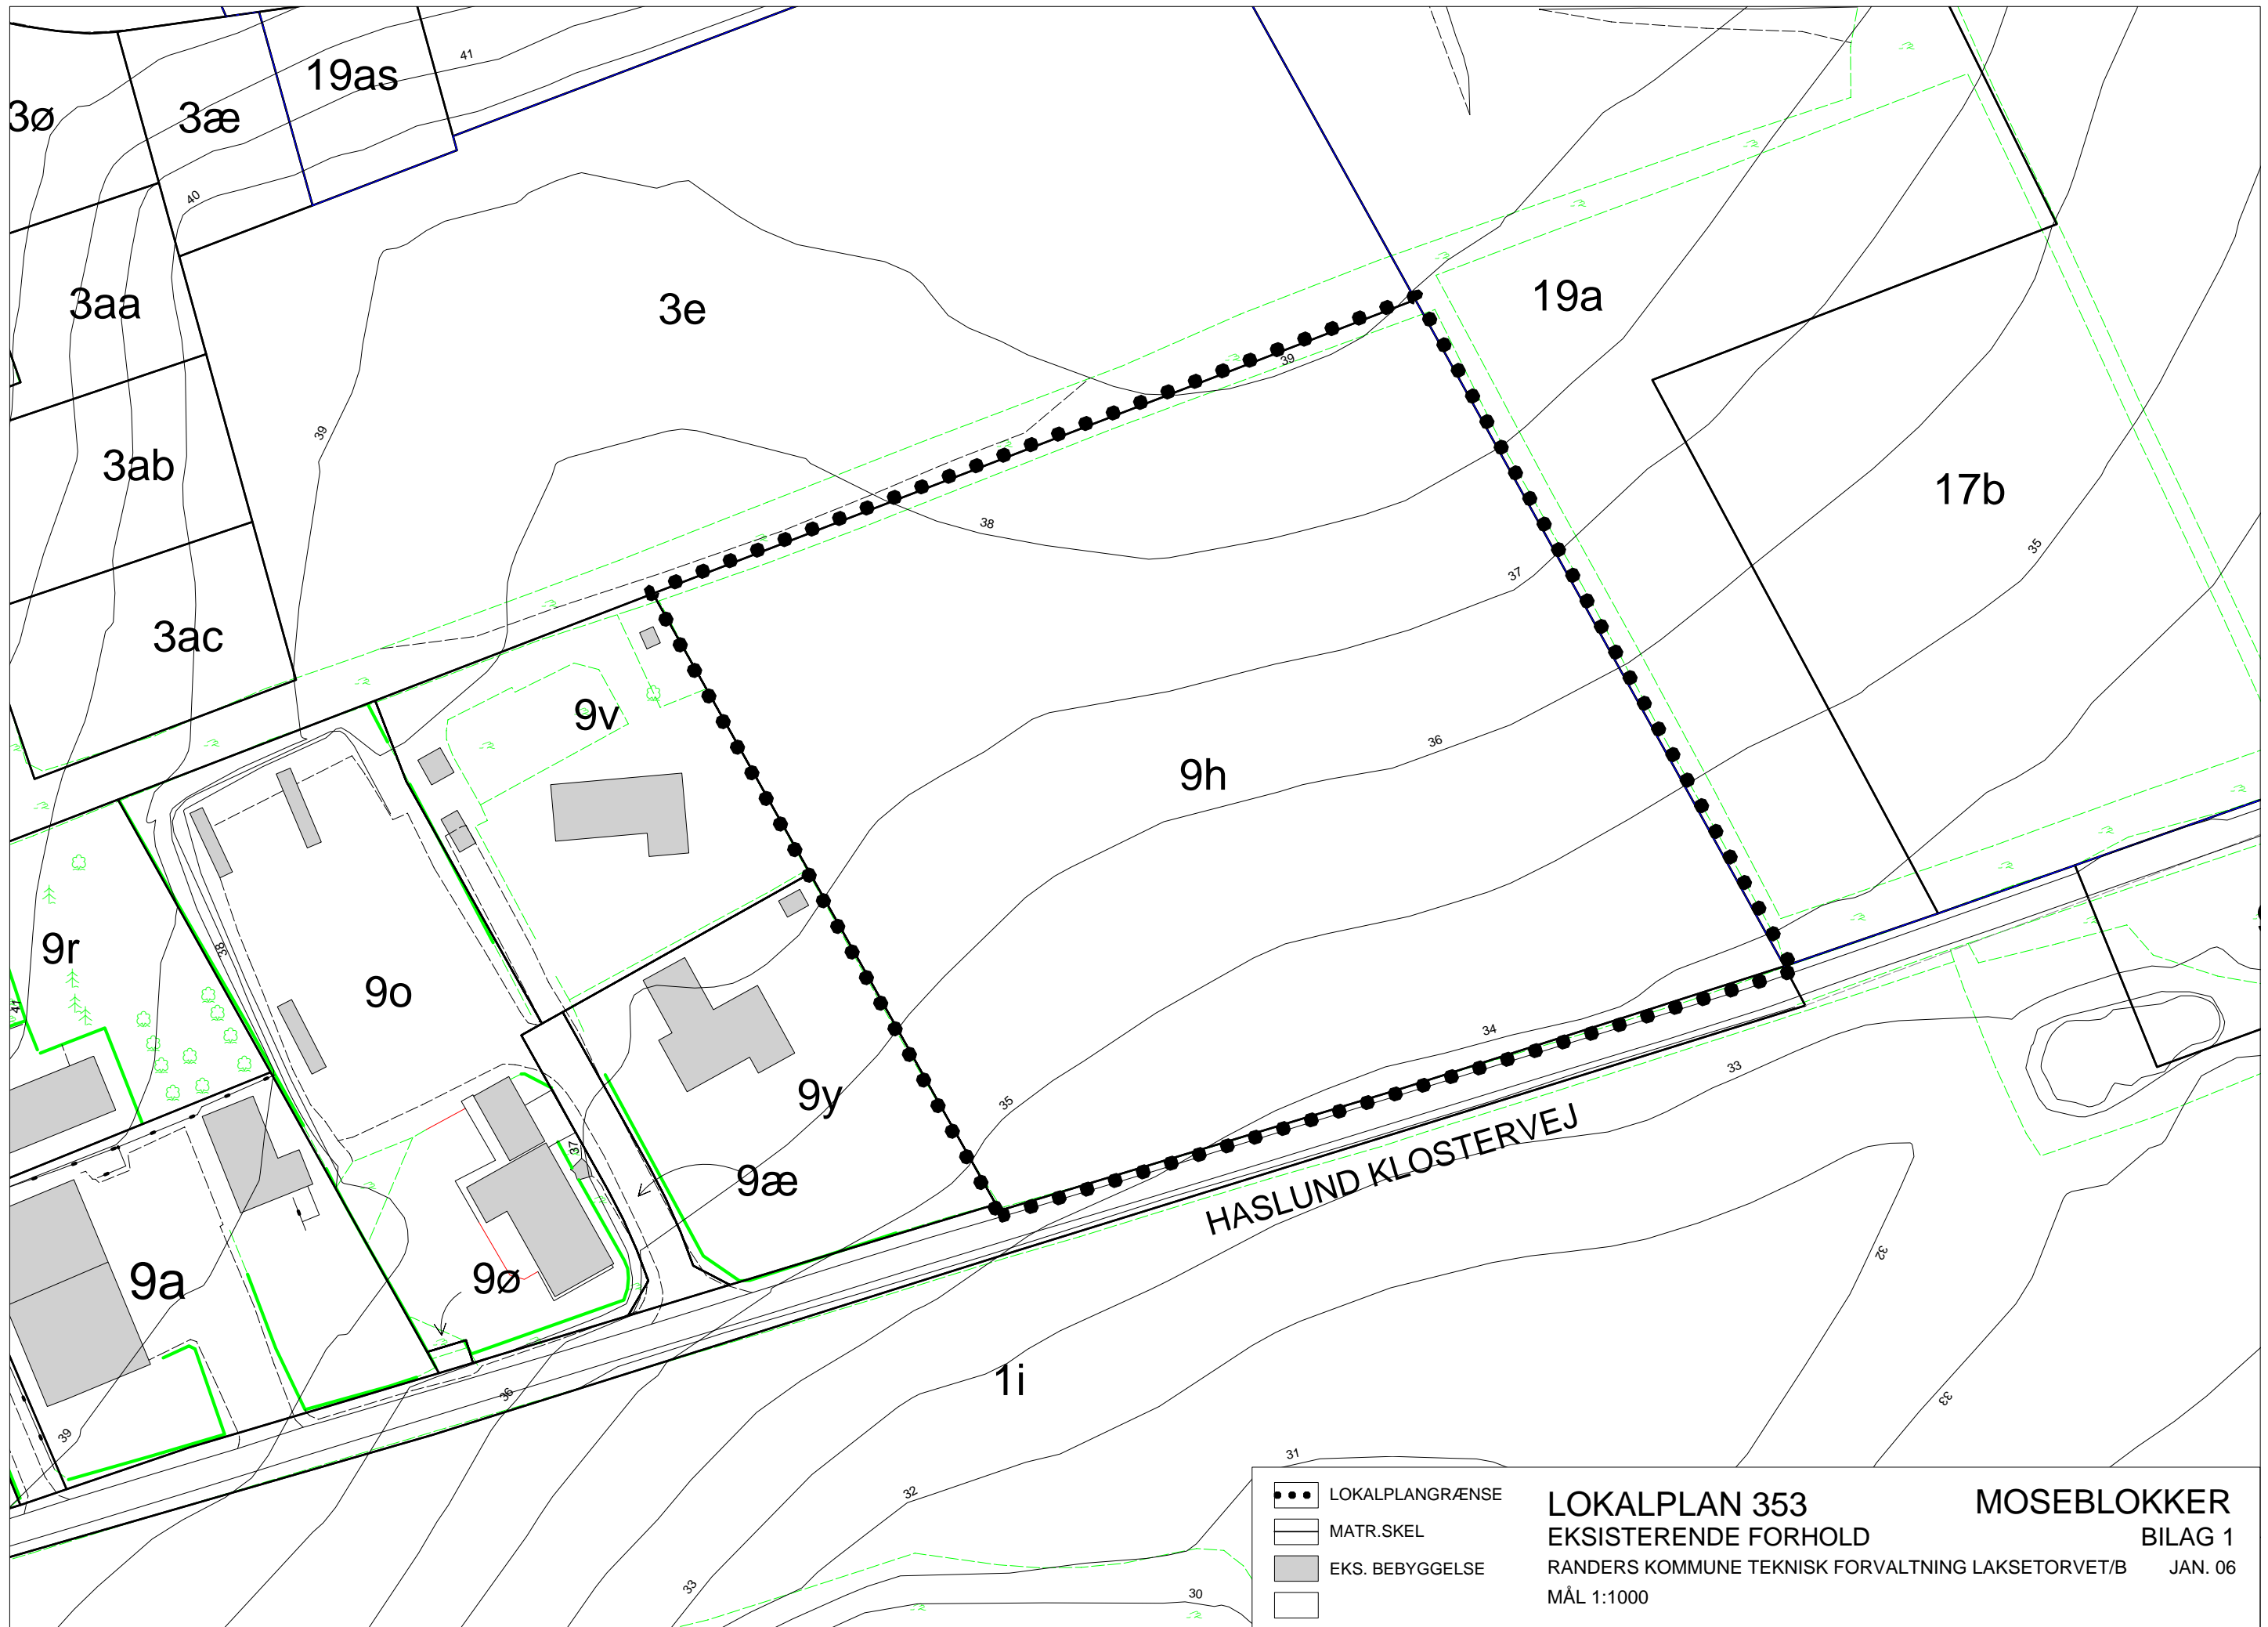 41
19as
3ø
3æ
40
3aa
3e
19a
39
39
3ab
17b
38
35
37
3ac
9v
36
9h
9r
38
9o
41
34
33
35
9y
37
9æ
HASLUND KLOSTERVEJ
32
9a
9ø
36
1i
33
39
31
32
33
30
LOKALPLANGRÆNSE
MATR.SKEL
EKS. BEBYGGELSE
LOKALPLAN 353
MOSEBLOKKER
EKSISTERENDE FORHOLD
BILAG 1
RANDERS KOMMUNE TEKNISK FORVALTNING LAKSETORVET/B
JAN. 06
MÅL 1:1000